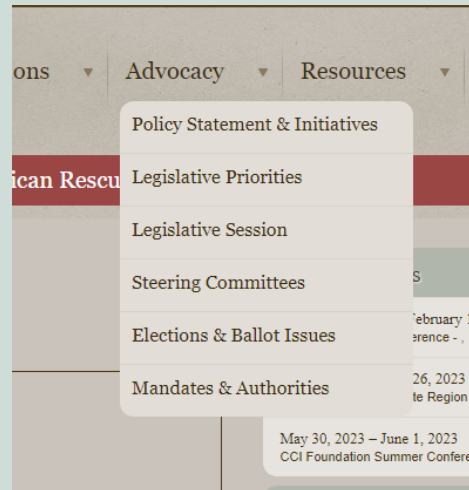 ons Advocacy Resources
Policy Statement & Initiatives
ican Rescu
Legislative Priorities
Legislative Session
Steering Committees
s
Elections & Ballot Issues
erence - ,
Mandates & Authorities
26, 2023
te Region
May 30, 2023 – June 1, 2023
CCI Foundation Summer Confere